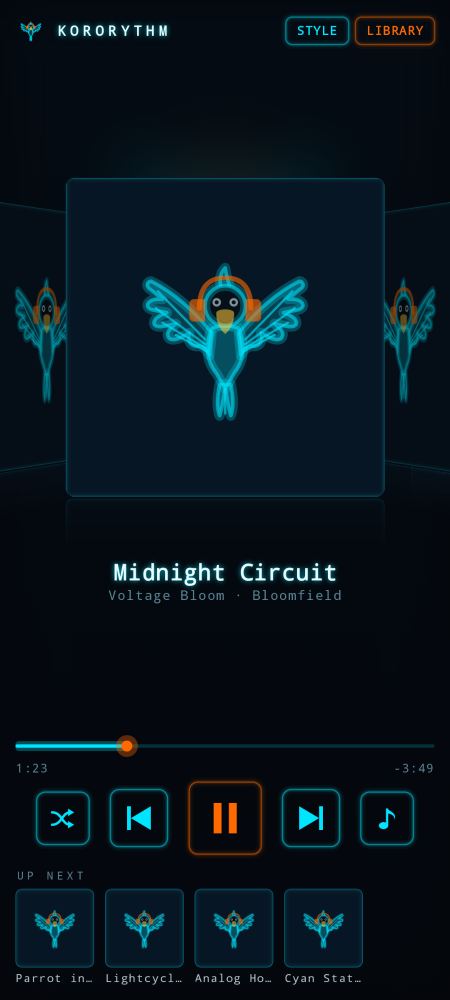 KORORYTHM
STYLE
LIBRARY
Midnight Circuit
Voltage Bloom · Bloomfield
1:23
-3:49
UP NEXT
Parrot in…
Lightcycl…
Analog Ho…
Cyan Stat…